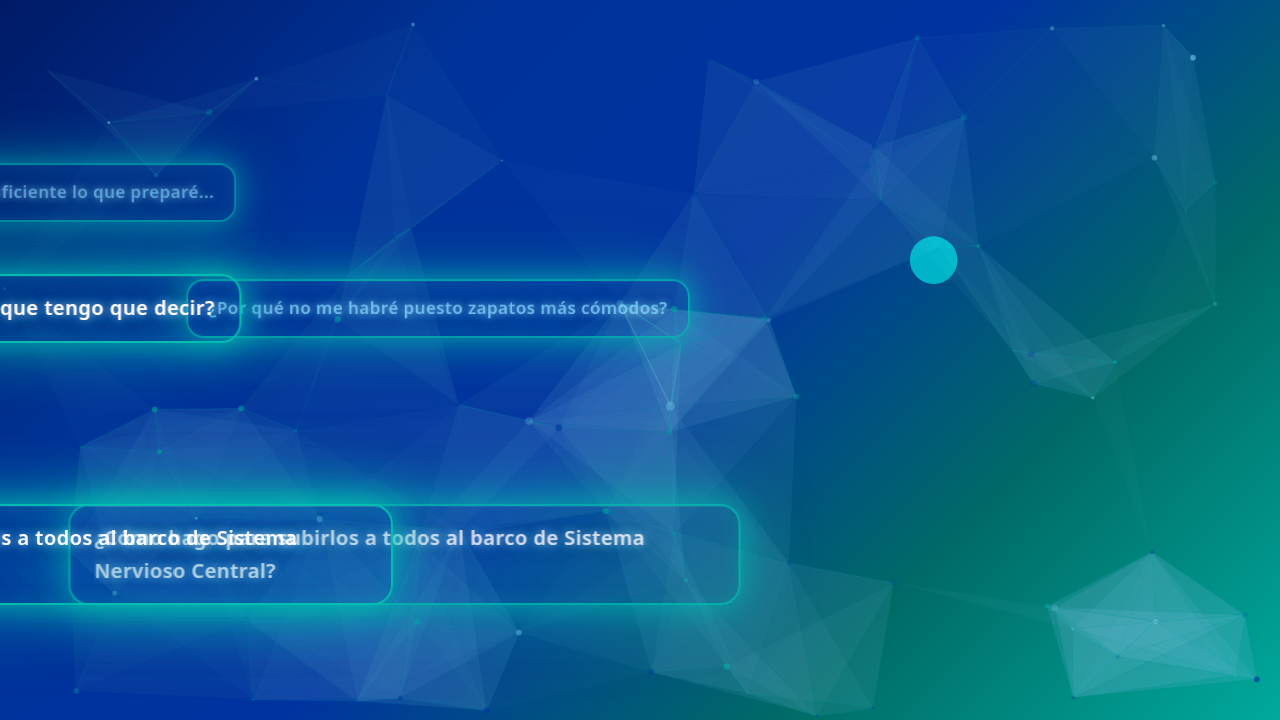 ficiente lo que preparé...
que tengo que decir?
¿Por qué no me habré puesto zapatos más cómodos?
s a todos al barco de Sistema
¿Cómo hago para subirlos a todos al barco de Sistema
Nervioso Central?